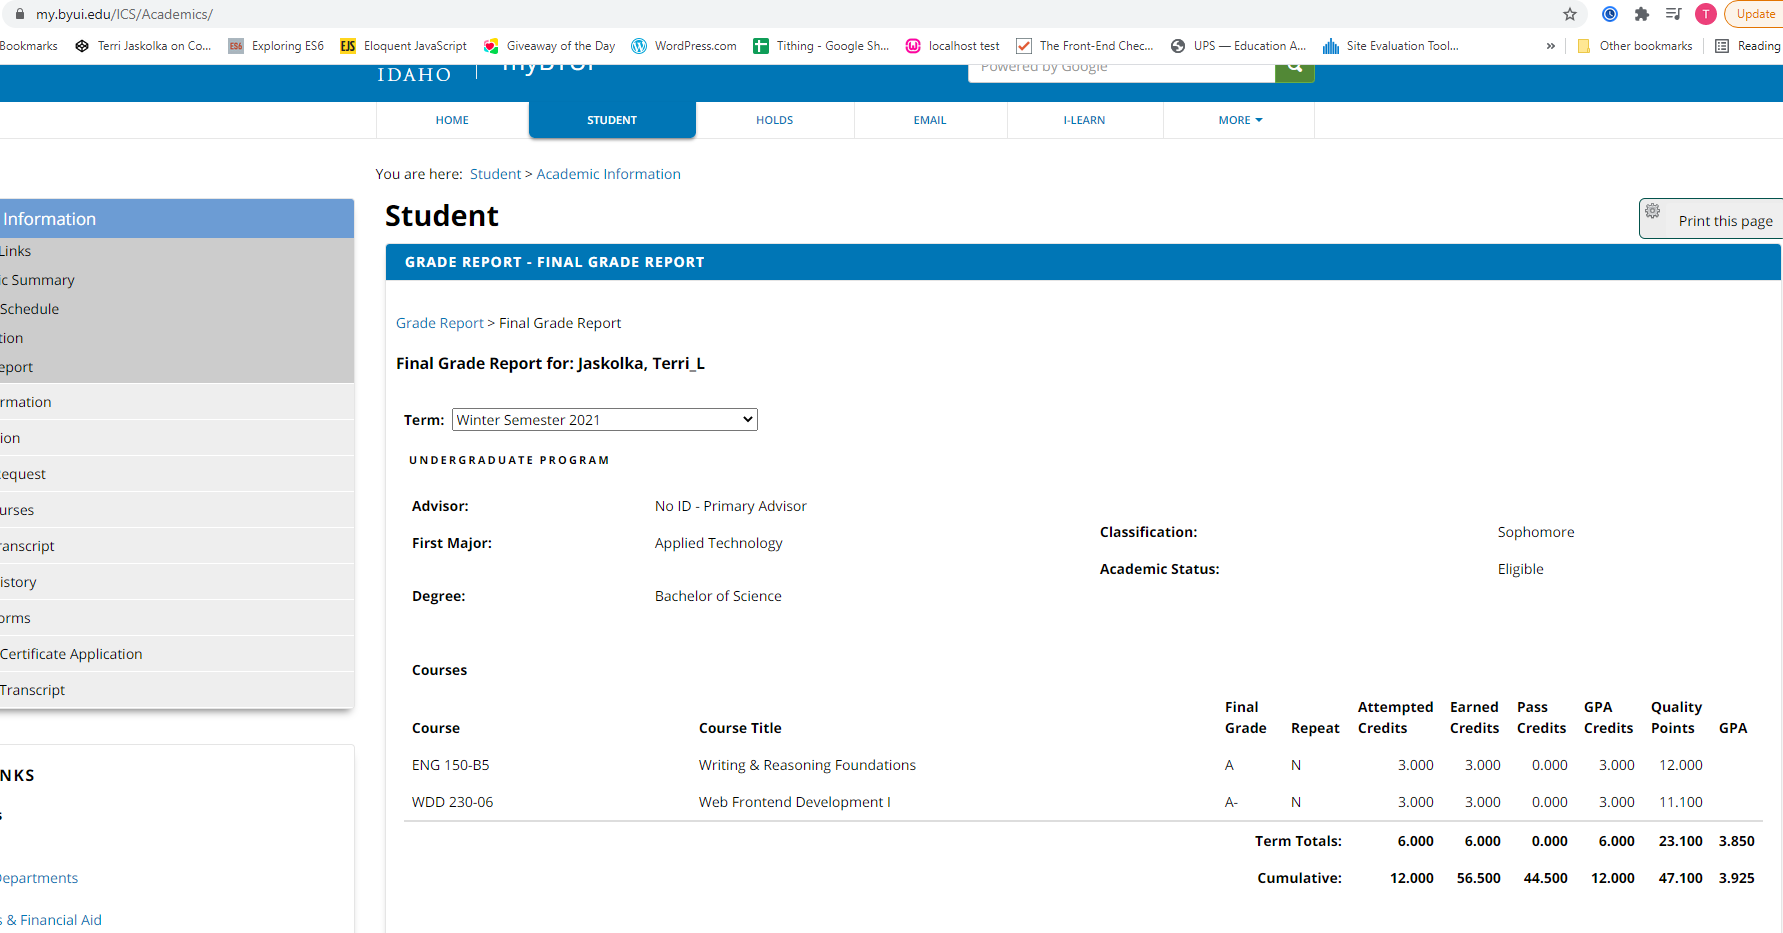 my.byui.edu/ICS/Academics/
T
Update
Bookmarks
Terri Jaskolka on Co...
ES6 Exploring ES6
EJS Eloquent JavaScript
Giveaway of the Day
WordPress.com
Tithing - Google Sh...
localhost test
The Front-End Chec...
UPS — Education A...
Site Evaluation Tool...
»
Other bookmarks
Reading
IDAHO
myBYUI
Powered by Google
HOME
STUDENT
HOLDS
EMAIL
I-LEARN
MORE
You are here: Student > Academic Information
Information
Links
ic Summary
Schedule
tion
eport
rmation
ion
equest
urses
ranscript
istory
orms
Certificate Application
Transcript
NKS
s
Departments
s & Financial Aid
Student
Print this page
GRADE REPORT - FINAL GRADE REPORT
Grade Report > Final Grade Report
Final Grade Report for: Jaskolka, Terri_L
Term: Winter Semester 2021
UNDERGRADUATE PROGRAM
Advisor: No ID - Primary Advisor
First Major: Applied Technology
Degree: Bachelor of Science
Classification: Sophomore
Academic Status: Eligible
Courses
Course Course Title Final Grade Repeat Attempted Credits Earned Credits Pass Credits GPA Credits Quality Points GPA
ENG 150-B5 Writing & Reasoning Foundations A N 3.000 3.000 0.000 3.000 12.000
WDD 230-06 Web Frontend Development I A- N 3.000 3.000 0.000 3.000 11.100
Term Totals: 6.000 6.000 0.000 6.000 23.100 3.850
Cumulative: 12.000 56.500 44.500 12.000 47.100 3.925